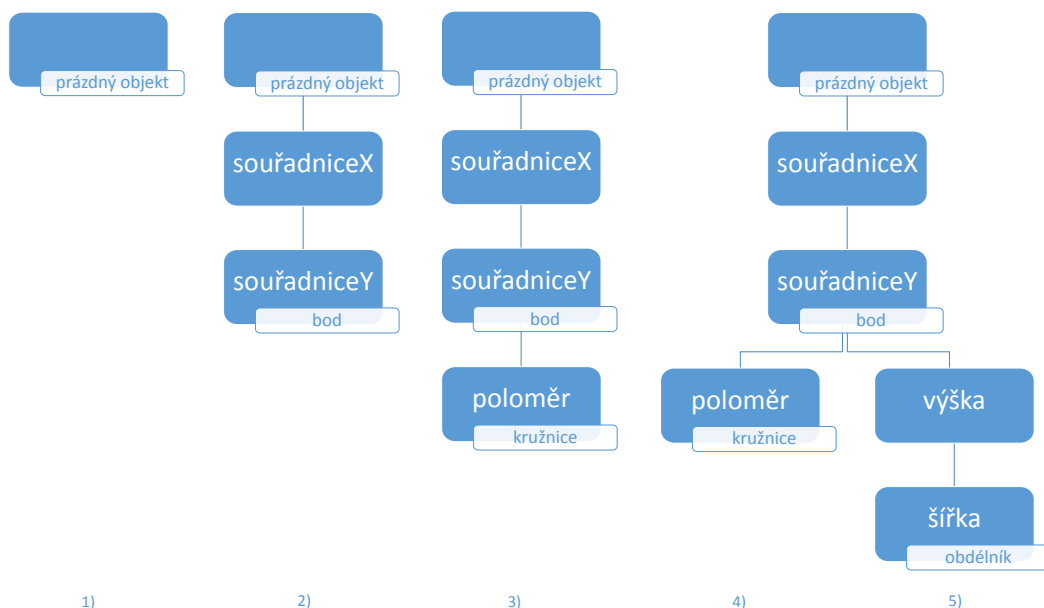 prázdný objekt
prázdný objekt
souřadniceX
souřadniceY
bod
prázdný objekt
souřadniceX
souřadniceY
bod
poloměr
kružnice
prázdný objekt
souřadniceX
souřadniceY
bod
poloměr
kružnice
výška
šířka
obdélník
1)
2)
3)
4)
5)